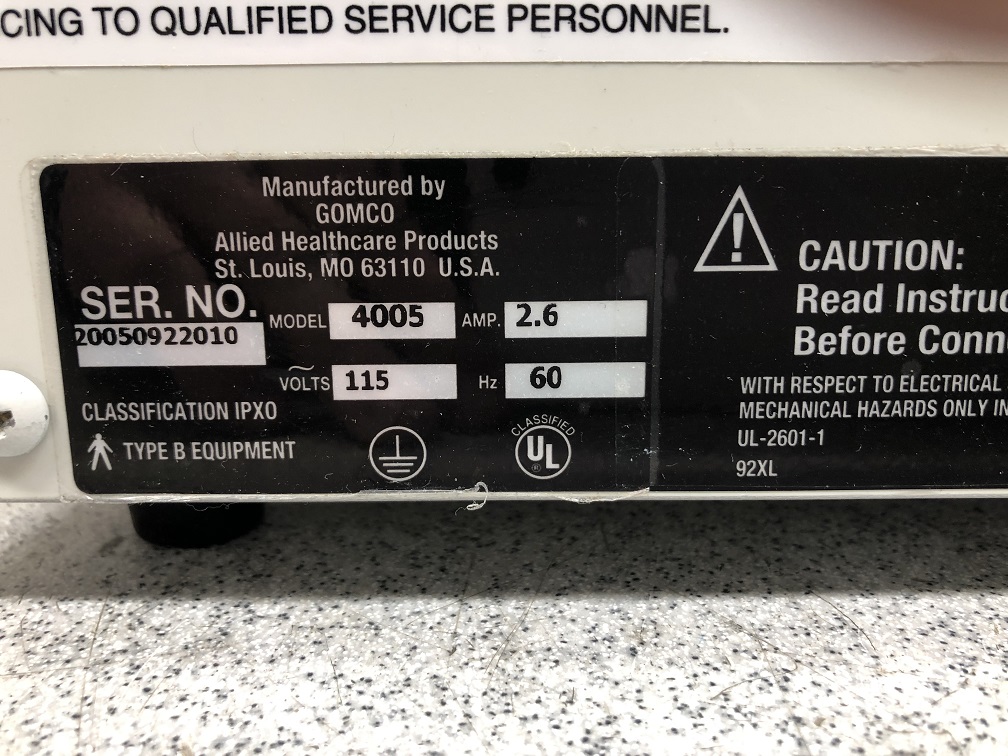 CING TO QUALIFIED SERVICE PERSONNEL.
Manufactured by
GOMCO
Allied Healthcare Products
St. Louis, MO 63110 U.S.A.
SER. NO.
20050922010
MODEL 4005 AMP. 2.6
VOLTS 115 Hz 60
CLASSIFICATION IPXO
TYPE B EQUIPMENT
CLASSIFIED
UL
®
CAUTION:
Read Instru
Before Conn
WITH RESPECT TO ELECTRICAL
MECHANICAL HAZARDS ONLY IN
UL-2601-1
92XL